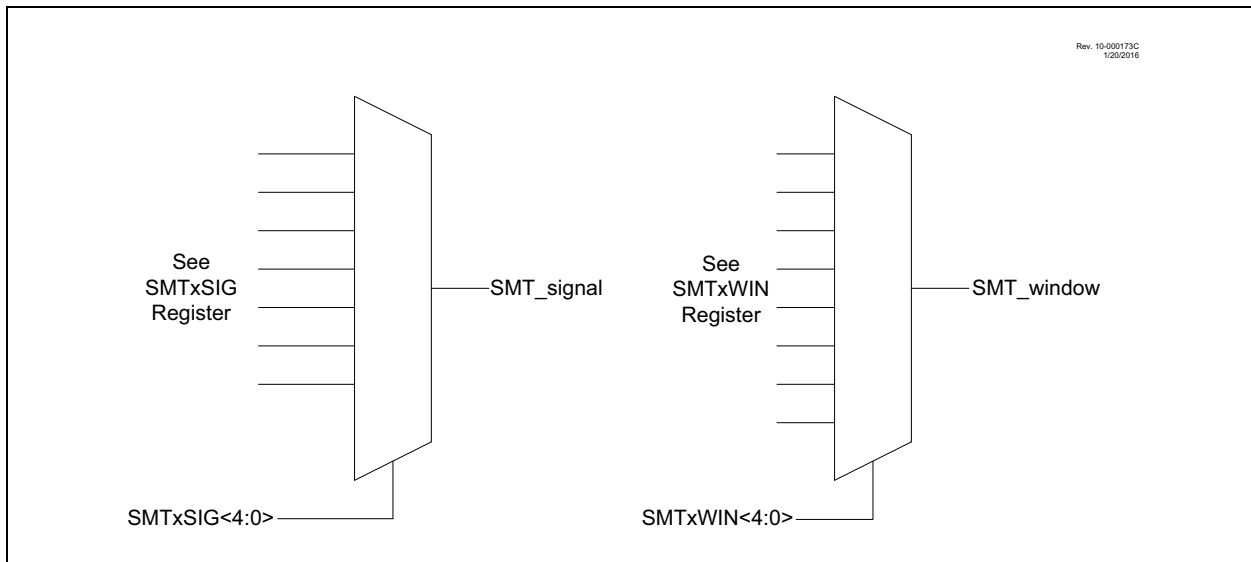 Rev. 10-000173C
1/20/2016
See
SMTxSIG
Register
SMT_signal
SMTxSIG<4:0>
See
SMTxWIN
Register
SMT_window
SMTxWIN<4:0>